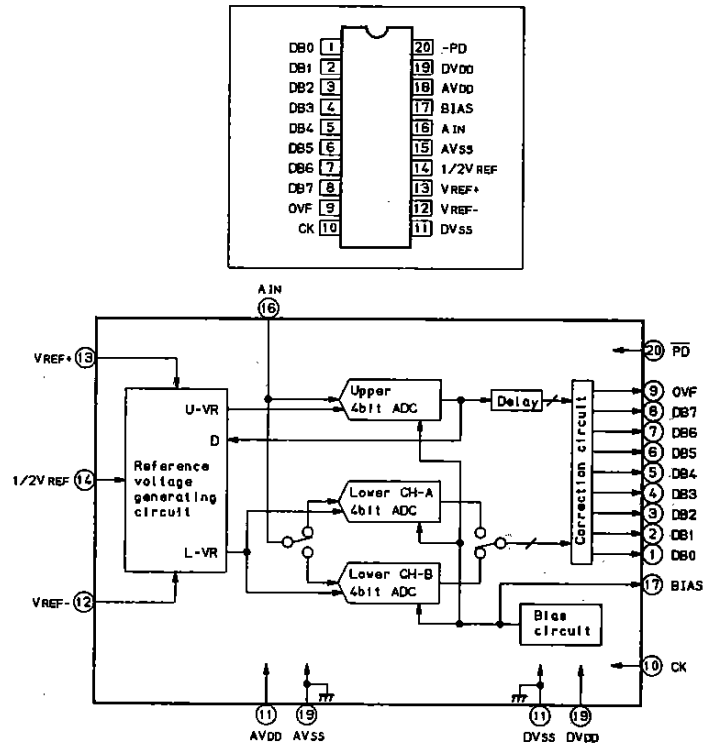 DB0 1 20 -PD
DB1 2 19 DVDD
DB2 3 18 AVDD
DB3 4 17 BIAS
DB4 5 16 AIN
DB5 6 15 AVSS
DB6 7 14 1/2VREF
DB7 8 13 VREF+
OVF 9 12 VREF-
CK 10 11 DVSS
AIN
16
VREF+ 13
20 PD
Upper
4bit ADC
Delay
9 OVF
8 DB7
7 DB6
6 DB5
5 DB4
4 DB3
3 DB2
2 DB1
1 DB0
U-VR
D
1/2VREF 14
Reference
voltage
generating
circuit
L-VR
Lower CH-A
4bit ADC
Lower CH-B
4bit ADC
Correction circuit
VREF- 12
17 BIAS
Bias
circuit
10 CK
11 19 11 19
AVDD AVSS DVSS DVDD